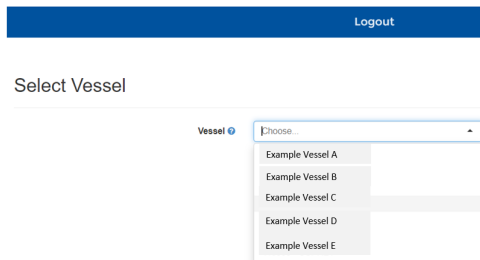 Logout
Select Vessel
Vessel
Choose...
Example Vessel A
Example Vessel B
Example Vessel C
Example Vessel D
Example Vessel E